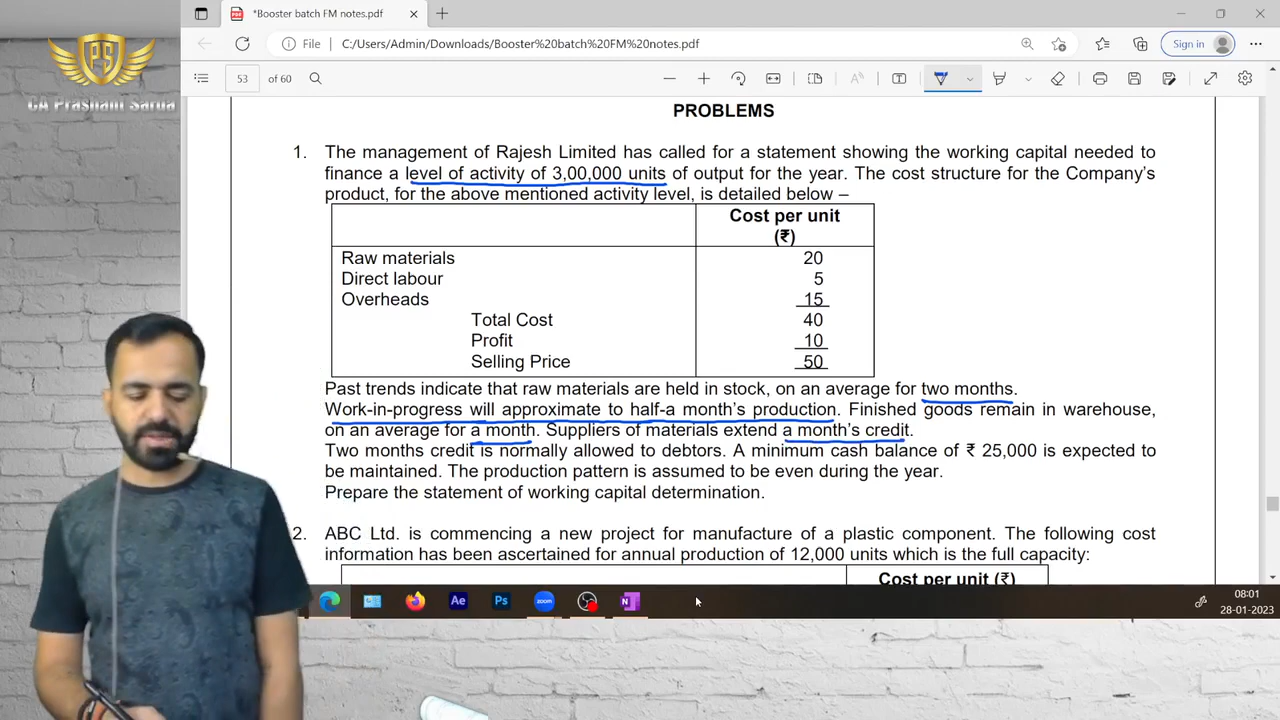 *Booster batch FM notes.pdf
File
C:/Users/Admin/Downloads/Booster%20batch%20FM%20notes.pdf
Sign in
53 of 60
PS
CA Prashant Sarda
PROBLEMS
1. The management of Rajesh Limited has called for a statement showing the working capital needed to
finance a level of activity of 3,00,000 units of output for the year. The cost structure for the Company's
product, for the above mentioned activity level, is detailed below –
Cost per unit
(₹)
Raw materials 20
Direct labour 5
Overheads 15
Total Cost 40
Profit 10
Selling Price 50
Past trends indicate that raw materials are held in stock, on an average for two months.
Work-in-progress will approximate to half-a month's production. Finished goods remain in warehouse,
on an average for a month. Suppliers of materials extend a month's credit.
Two months credit is normally allowed to debtors. A minimum cash balance of ₹ 25,000 is expected to
be maintained. The production pattern is assumed to be even during the year.
Prepare the statement of working capital determination.
2. ABC Ltd. is commencing a new project for manufacture of a plastic component. The following cost
information has been ascertained for annual production of 12,000 units which is the full capacity:
Cost per unit (₹)
Ae
Ps
zoom
N
08:01
28-01-2023